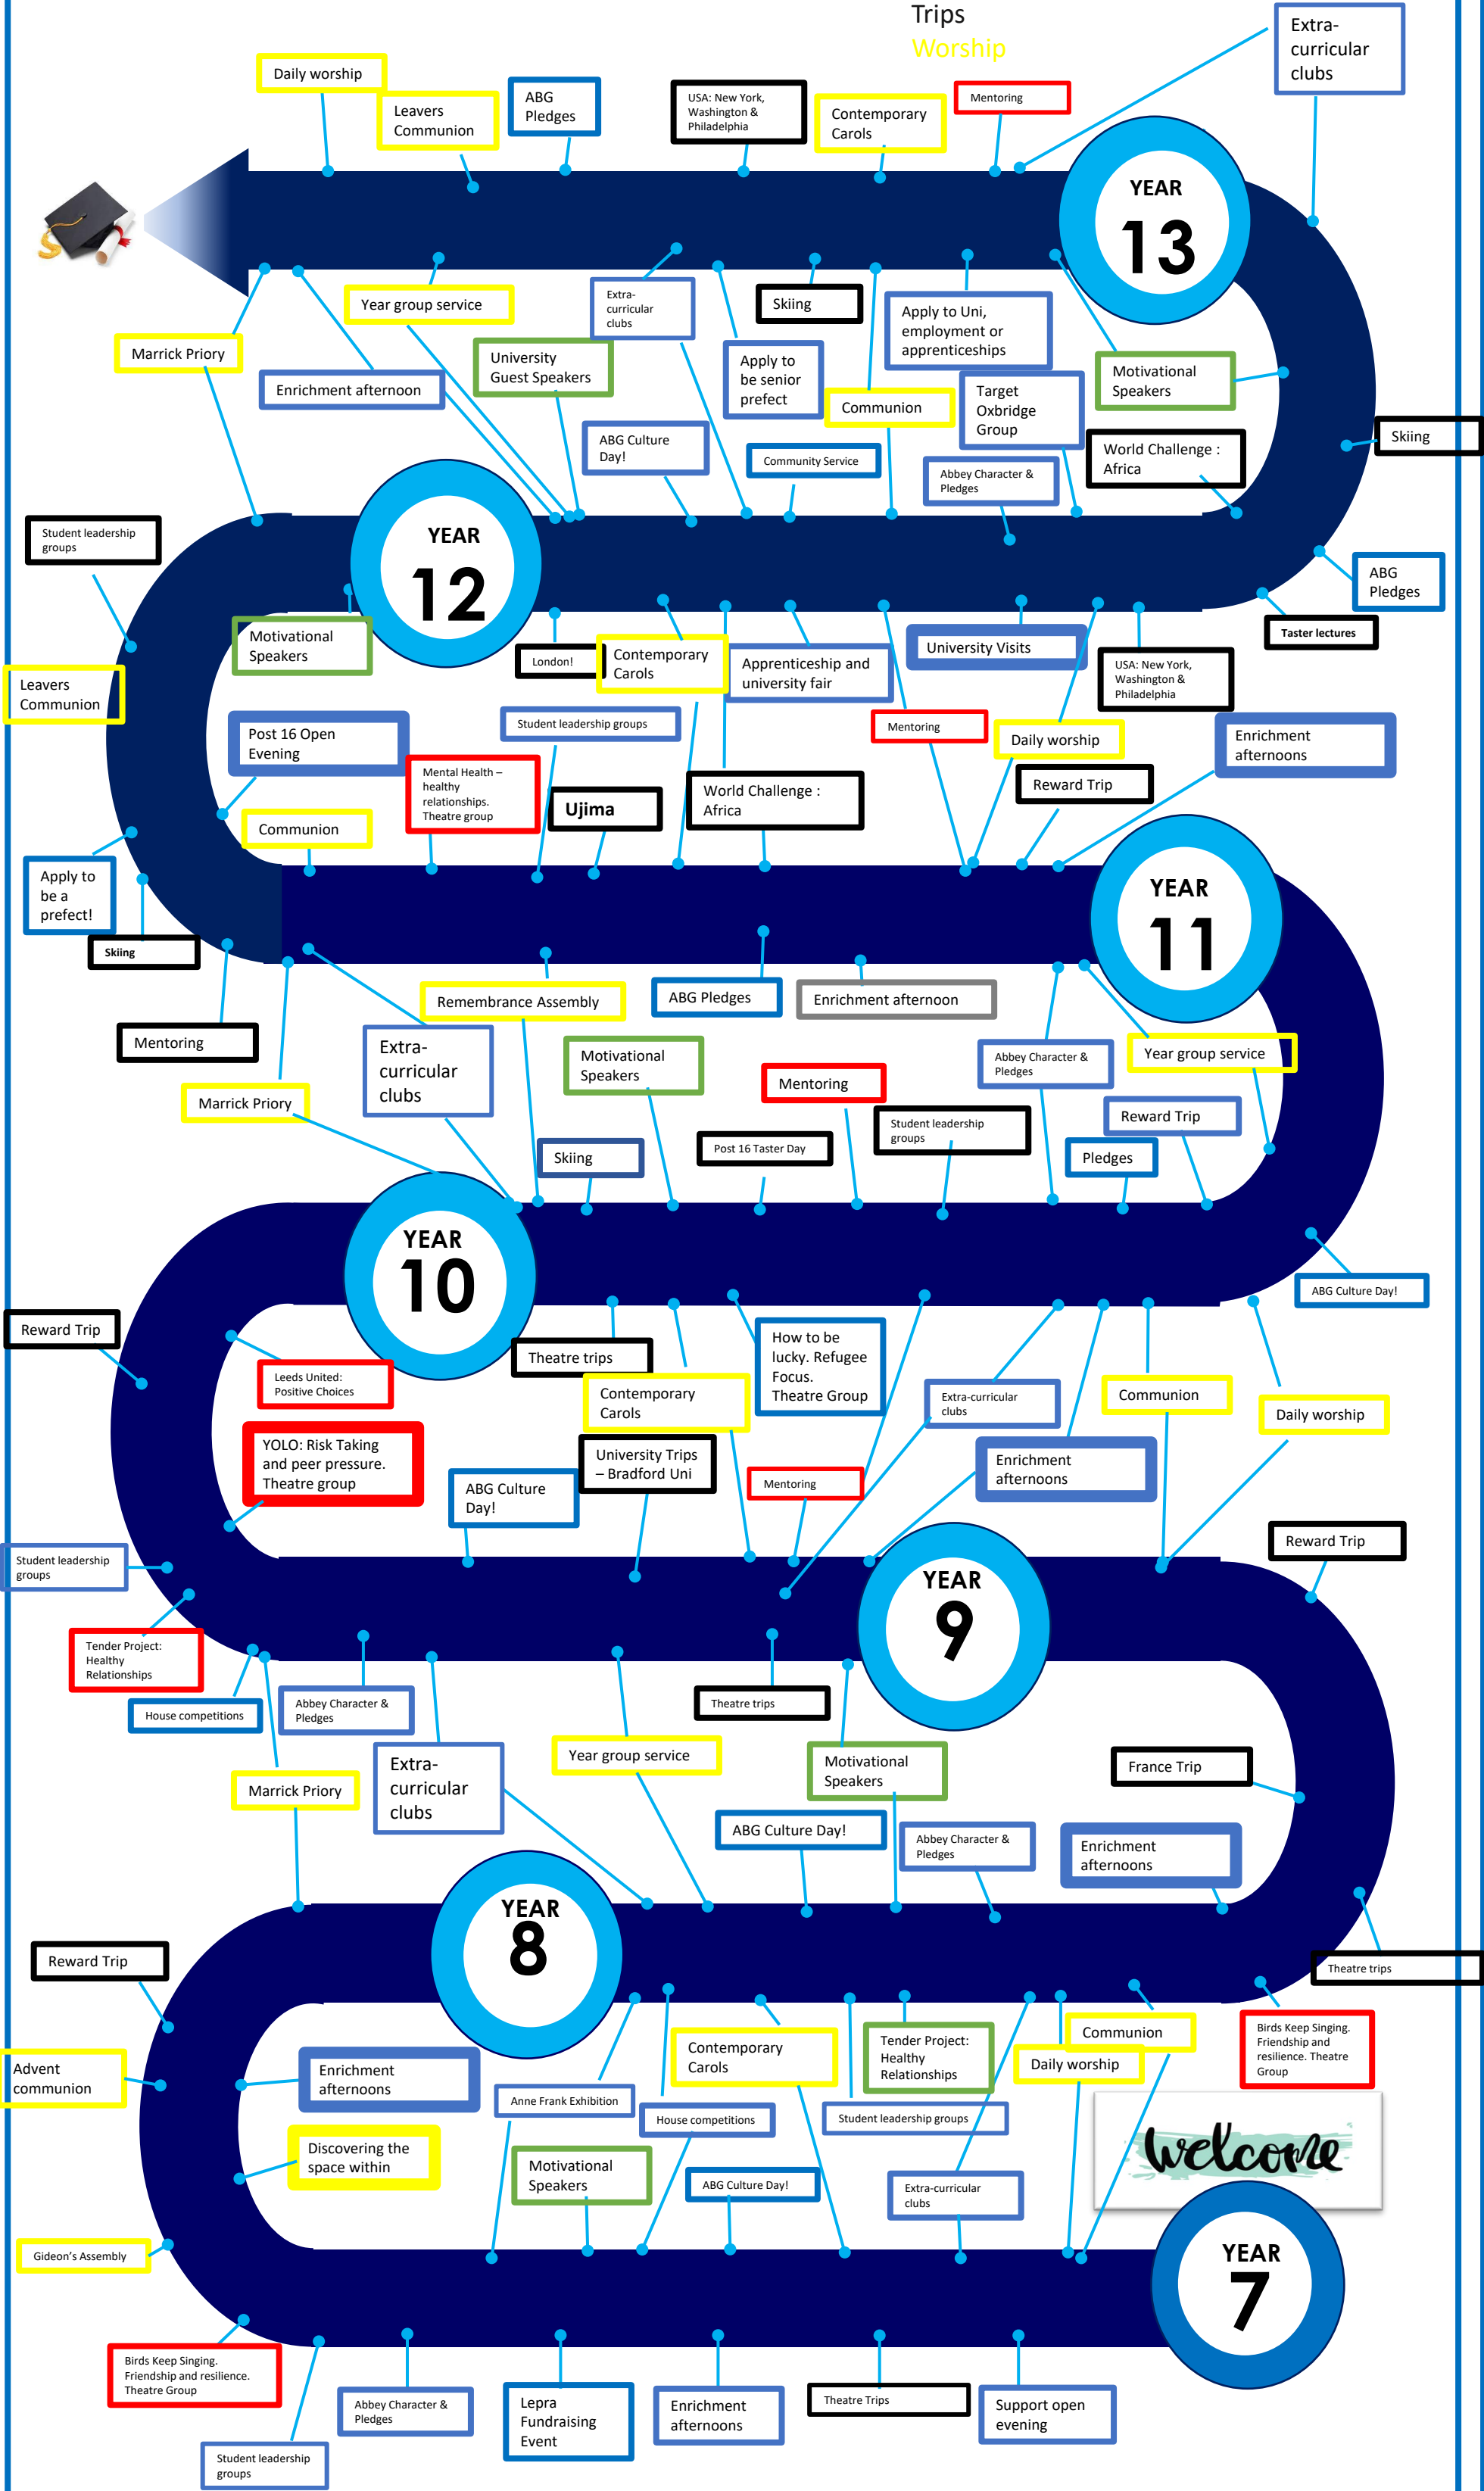 Trips
Worship
Extra-
curricular
clubs
Daily worship
Leavers
Communion
ABG
Pledges
USA: New York,
Washington &
Philadelphia
Contemporary
Carols
Mentoring
YEAR
13
Year group service
Extra-
curricular
clubs
Skiing
Apply to Uni,
employment or
apprenticeships
Marrick Priory
Enrichment afternoon
University
Guest Speakers
Apply to
be senior
prefect
Communion
Target
Oxbridge
Group
Motivational
Speakers
ABG Culture
Day!
Community Service
Abbey Character &
Pledges
World Challenge :
Africa
Skiing
Student leadership
groups
YEAR
12
ABG
Pledges
Taster lectures
Motivational
Speakers
London!
Contemporary
Carols
Apprenticeship and
university fair
University Visits
USA: New York,
Washington &
Philadelphia
Leavers
Communion
Post 16 Open
Evening
Student leadership groups
Mentoring
Daily worship
Enrichment
afternoons
Mental Health –
healthy
relationships.
Theatre group
Ujima
World Challenge :
Africa
Reward Trip
Communion
Apply to
be a
prefect!
Skiing
YEAR
11
Mentoring
Remembrance Assembly
ABG Pledges
Enrichment afternoon
Extra-
curricular
clubs
Motivational
Speakers
Mentoring
Abbey Character &
Pledges
Year group service
Marrick Priory
Student leadership
groups
Reward Trip
Skiing
Post 16 Taster Day
Pledges
YEAR
10
ABG Culture Day!
Reward Trip
Leeds United:
Positive Choices
Theatre trips
Contemporary
Carols
How to be
lucky. Refugee
Focus.
Theatre Group
Extra-curricular
clubs
Communion
Daily worship
YOLO: Risk Taking
and peer pressure.
Theatre group
ABG Culture
Day!
University Trips
– Bradford Uni
Mentoring
Enrichment
afternoons
Student leadership
groups
YEAR
9
Reward Trip
Tender Project:
Healthy
Relationships
House competitions
Abbey Character &
Pledges
Theatre trips
Marrick Priory
Extra-
curricular
clubs
Year group service
Motivational
Speakers
France Trip
ABG Culture Day!
Abbey Character &
Pledges
Enrichment
afternoons
YEAR
8
Reward Trip
Theatre trips
Advent
communion
Enrichment
afternoons
Anne Frank Exhibition
Contemporary
Carols
Tender Project:
Healthy
Relationships
Communion
Daily worship
Birds Keep Singing.
Friendship and
resilience. Theatre
Group
House competitions
Student leadership groups
Discovering the
space within
Motivational
Speakers
ABG Culture Day!
Extra-curricular
clubs
welcome
Gideon's Assembly
YEAR
7
Birds Keep Singing.
Friendship and resilience.
Theatre Group
Student leadership
groups
Abbey Character &
Pledges
Lepra
Fundraising
Event
Enrichment
afternoons
Theatre Trips
Support open
evening